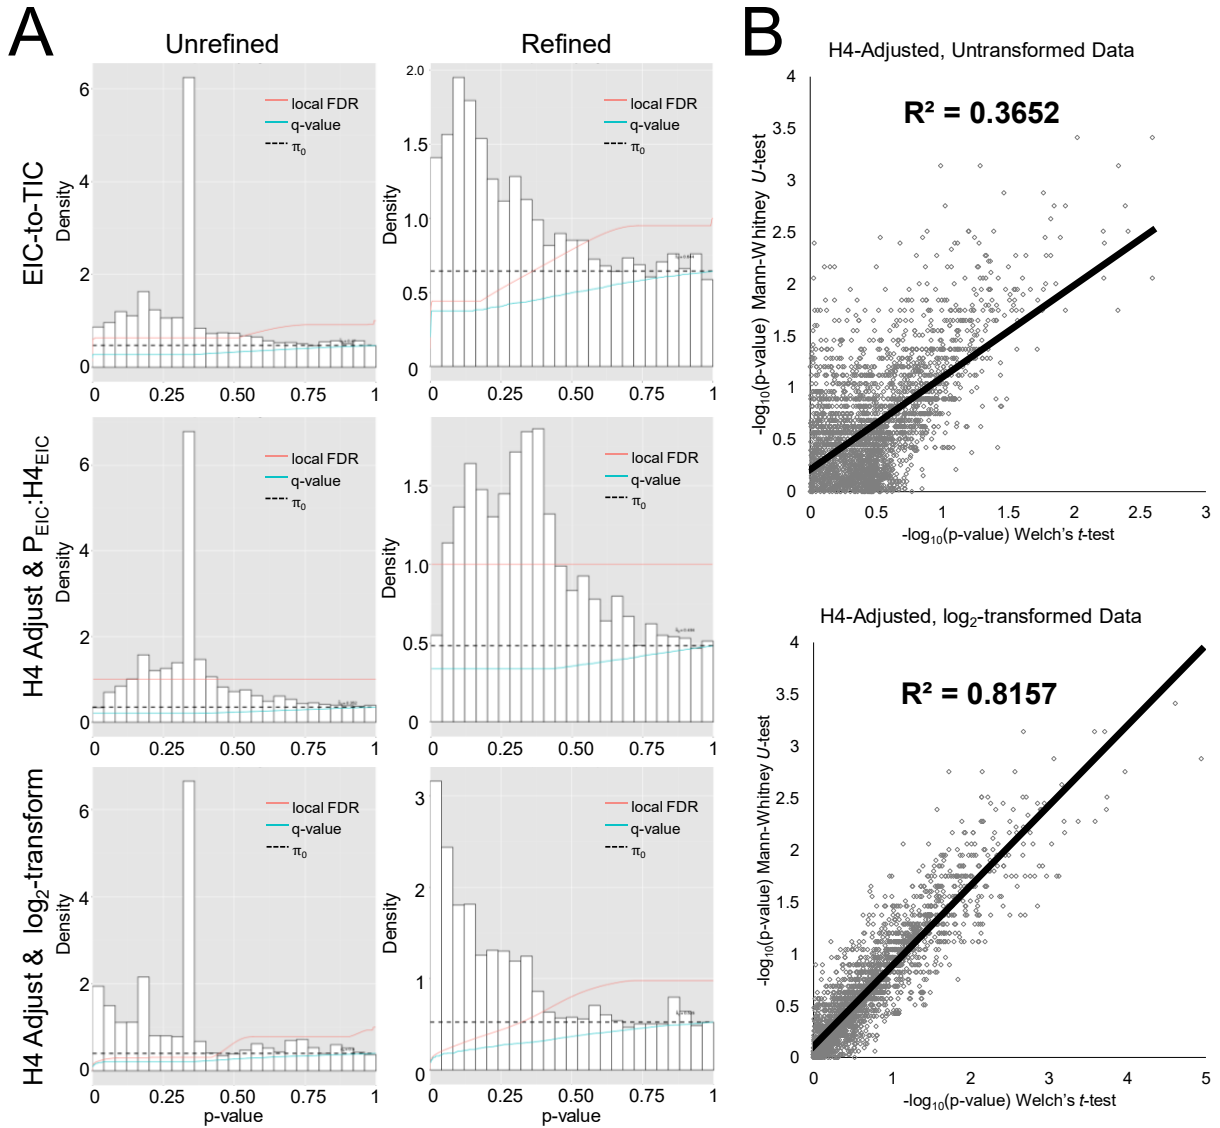 A
Unrefined
Refined
EIC-to-TIC
Density
6
4
2
0
local FDR
q-value
π0
0
0.25
0.50
0.75
1
Density
2.0
1.5
1.0
0.5
0
local FDR
q-value
π0
0
0.25
0.50
0.75
1
H4 Adjust & PEIC:H4EIC
Density
6
4
2
0
local FDR
q-value
π0
0
0.25
0.50
0.75
1
Density
1.5
1.0
0.5
0
local FDR
q-value
π0
0
0.25
0.50
0.75
1
H4 Adjust & log2-transform
Density
6
4
2
0
local FDR
q-value
π0
0
0.25
0.50
0.75
1
p-value
Density
3
2
1
0
local FDR
q-value
π0
0
0.25
0.50
0.75
1
p-value
B
H4-Adjusted, Untransformed Data
R² = 0.3652
-log10(p-value) Mann-Whitney U-test
4
3.5
3
2.5
2
1.5
1
0.5
0
0
0.5
1
1.5
2
2.5
3
-log10(p-value) Welch's t-test
H4-Adjusted, log2-transformed Data
R² = 0.8157
-log10(p-value) Mann-Whitney U-test
4
3.5
3
2.5
2
1.5
1
0.5
0
0
1
2
3
4
5
-log10(p-value) Welch's t-test